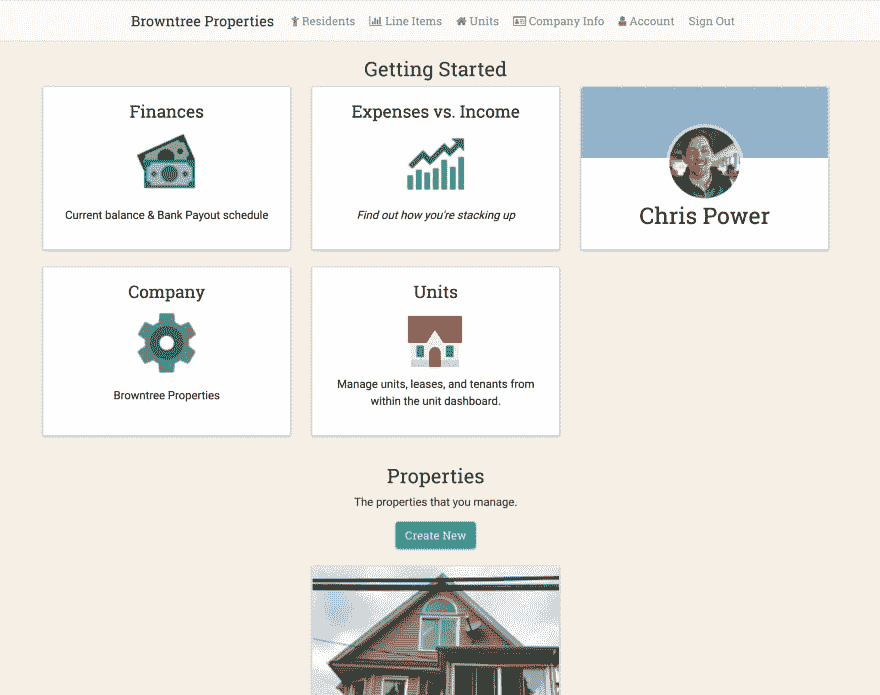 Browntree Properties Residents Line Items Units Company Info Account Sign Out
Getting Started
Finances
Current balance & Bank Payout schedule
Expenses vs. Income
Find out how you're stacking up
Chris Power
Company
Browntree Properties
Units
Manage units, leases, and tenants from
within the unit dashboard.
Properties
The properties that you manage.
Create New